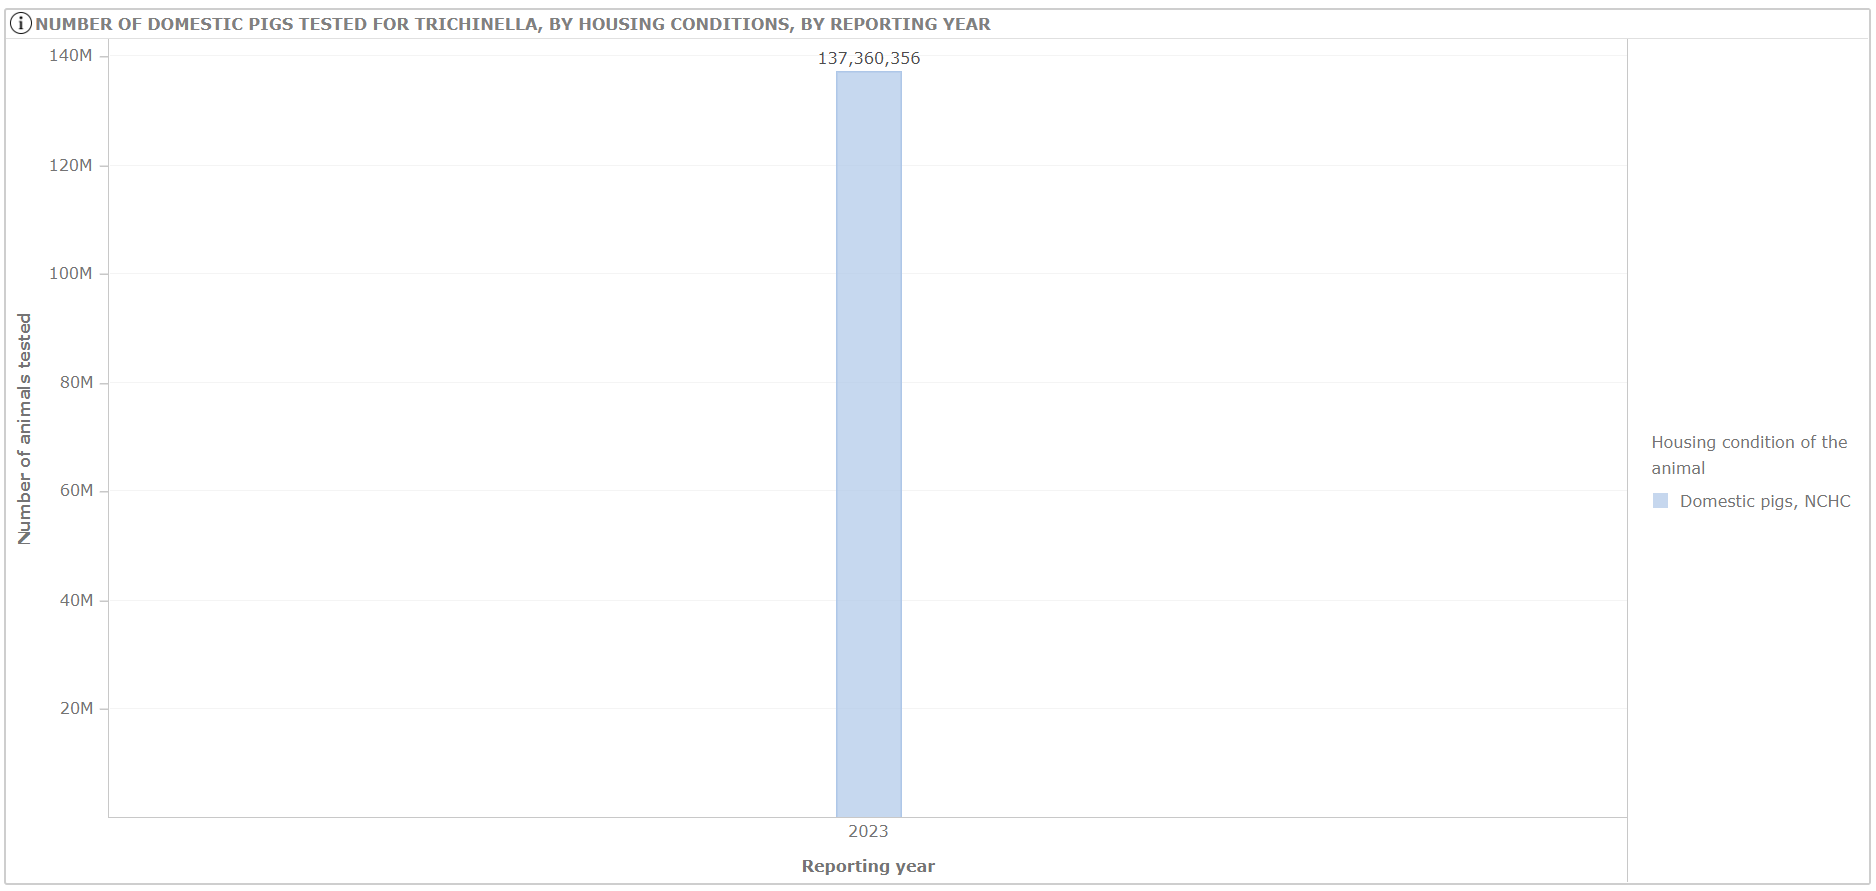 NUMBER OF DOMESTIC PIGS TESTED FOR TRICHINELLA, BY HOUSING CONDITIONS, BY REPORTING YEAR
Number of animals tested
140M
120M
100M
80M
60M
40M
20M
137,360,356
2023
Reporting year
Housing condition of the
animal
Domestic pigs, NCHC